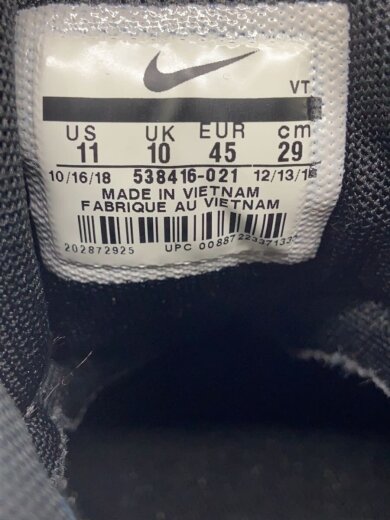 VT
US UK EUR cm
11 10 45 29
10/16/18 538416-021
MADE IN VIETNAM
FABRIQUE AU VIETNAM
202872925 UPC